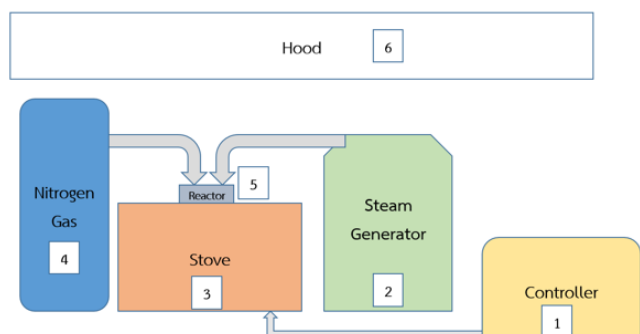 Hood 6
Nitrogen
Gas
4
Reactor 5
Stove
3
Steam
Generator
2
Controller
1